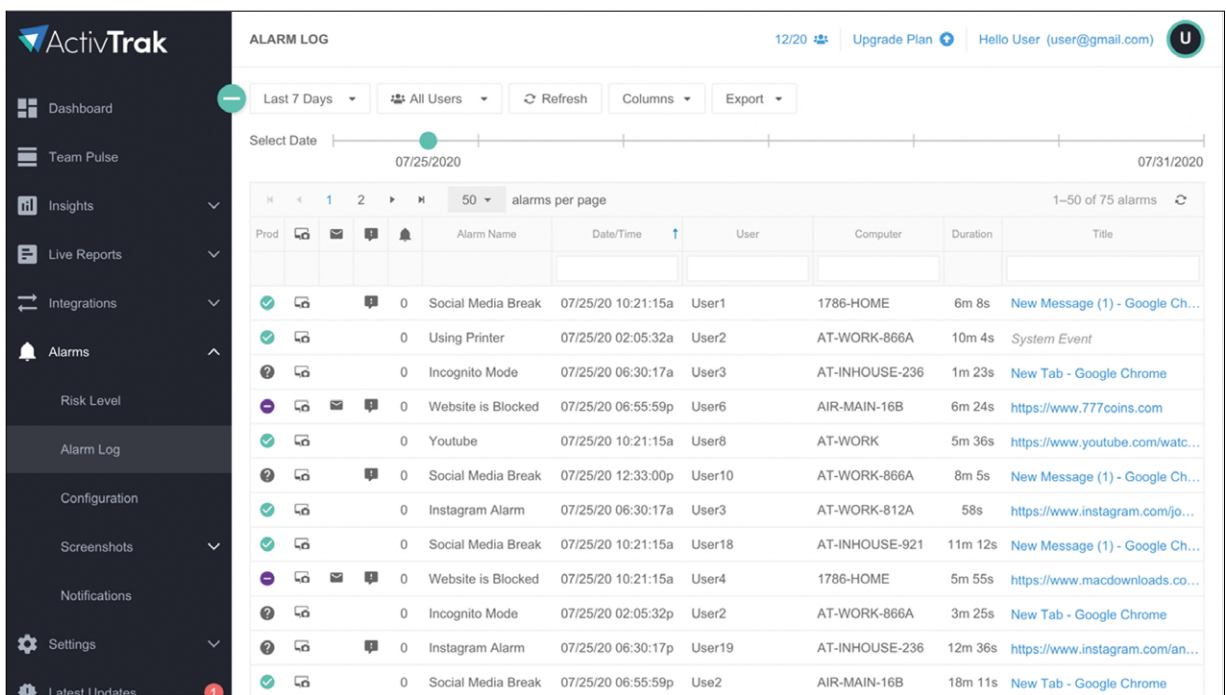 ActivTrak
ALARM LOG
12/20
Upgrade Plan
Hello User (user@gmail.com)
U
Dashboard
Team Pulse
Insights
Live Reports
Integrations
Alarms
Risk Level
Alarm Log
Configuration
Screenshots
Notifications
Settings
Latest Updates
1
Last 7 Days
All Users
Refresh
Columns
Export
Select Date
07/25/2020
07/31/2020
1 2 50 alarms per page 1–50 of 75 alarms
Prod Alarm Name Date/Time User Computer Duration Title
0 Social Media Break 07/25/20 10:21:15a User1 1786-HOME 6m 8s New Message (1) - Google Ch...
0 Using Printer 07/25/20 02:05:32a User2 AT-WORK-866A 10m 4s System Event
0 Incognito Mode 07/25/20 06:30:17a User3 AT-INHOUSE-236 1m 23s New Tab - Google Chrome
0 Website is Blocked 07/25/20 06:55:59p User6 AIR-MAIN-16B 6m 24s https://www.777coins.com
0 Youtube 07/25/20 10:21:15a User8 AT-WORK 5m 36s https://www.youtube.com/watc...
0 Social Media Break 07/25/20 12:33:00p User10 AT-WORK-866A 8m 5s New Message (1) - Google Ch...
0 Instagram Alarm 07/25/20 06:30:17a User3 AT-WORK-812A 58s https://www.instagram.com/jo...
0 Social Media Break 07/25/20 10:21:15a User18 AT-INHOUSE-921 11m 12s New Message (1) - Google Ch...
0 Website is Blocked 07/25/20 10:21:15a User4 1786-HOME 5m 55s https://www.macdownloads.co...
0 Incognito Mode 07/25/20 02:05:32p User2 AT-WORK-866A 3m 25s New Tab - Google Chrome
0 Instagram Alarm 07/25/20 06:30:17p User19 AT-INHOUSE-236 12m 36s https://www.instagram.com/an...
0 Social Media Break 07/25/20 06:55:59p Use2 AIR-MAIN-16B 18m 11s New Tab - Google Chrome